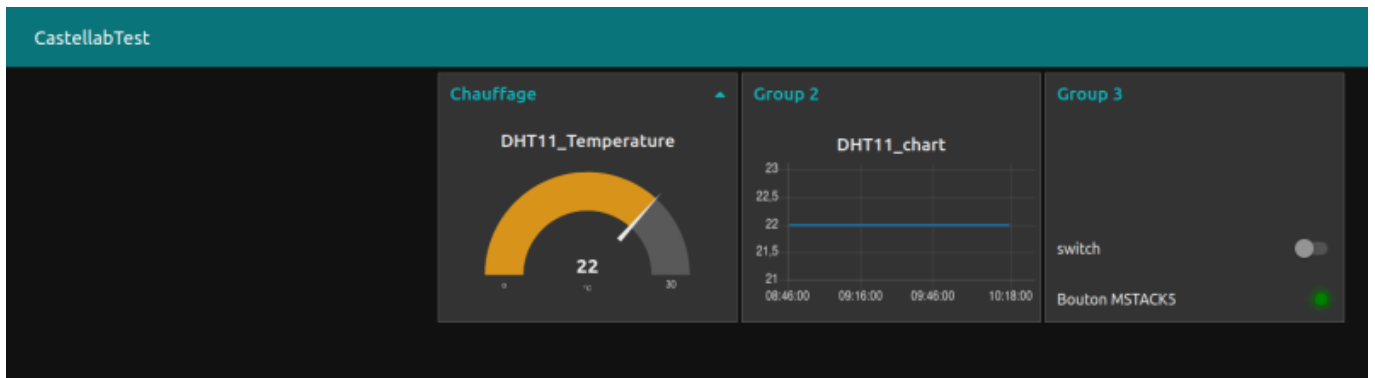 CastellabTest
Chauffage
DHT11_Temperature
22
°C
0
30
Group 2
DHT11_chart
23
22,5
22
21,5
21
08:46:00 09:16:00 09:46:00 10:18:00
Group 3
switch
Bouton MSTACK5